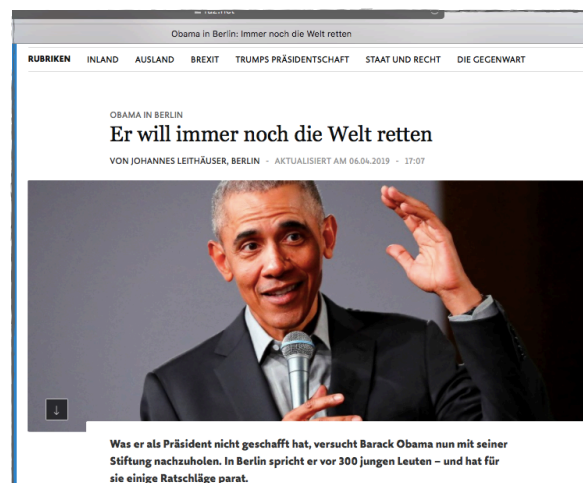 Obama in Berlin: Immer noch die Welt retten
RUBRIKEN INLAND AUSLAND BREXIT TRUMPS PRÄSIDENTSCHAFT STAAT UND RECHT DIE GEGENWART
OBAMA IN BERLIN
Er will immer noch die Welt retten
VON JOHANNES LEITHÄUSER, BERLIN - AKTUALISIERT AM 06.04.2019 - 17:07
Was er als Präsident nicht geschafft hat, versucht Barack Obama nun mit seiner
Stiftung nachzuholen. In Berlin spricht er vor 300 jungen Leuten – und hat für
sie einige Ratschläge parat.